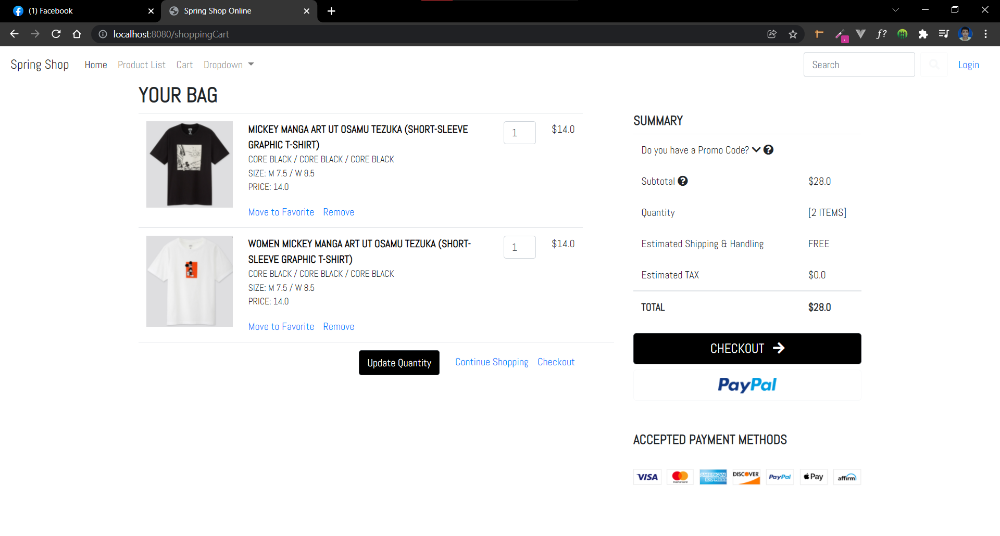 (1) Facebook
Spring Shop Online
localhost:8080/shoppingCart
f?
Spring Shop
Home
Product List
Cart
Dropdown
Search
Login
YOUR BAG
MICKEY MANGA ART UT OSAMU TEZUKA (SHORT-SLEEVE
GRAPHIC T-SHIRT)
CORE BLACK / CORE BLACK / CORE BLACK
SIZE: M 7.5 / W 8.5
PRICE: 14.0
Move to Favorite
Remove
1
$14.0
WOMEN MICKEY MANGA ART UT OSAMU TEZUKA (SHORT-
SLEEVE GRAPHIC T-SHIRT)
CORE BLACK / CORE BLACK / CORE BLACK
SIZE: M 7.5 / W 8.5
PRICE: 14.0
Move to Favorite
Remove
1
$14.0
Update Quantity
Continue Shopping
Checkout
SUMMARY
Do you have a Promo Code?
Subtotal
$28.0
Quantity
[2 ITEMS]
Estimated Shipping & Handling
FREE
Estimated TAX
$0.0
TOTAL
$28.0
CHECKOUT
PayPal
ACCEPTED PAYMENT METHODS
VISA
mastercard
AMERICAN EXPRESS
DISCOVER
PayPal
Pay
affirm